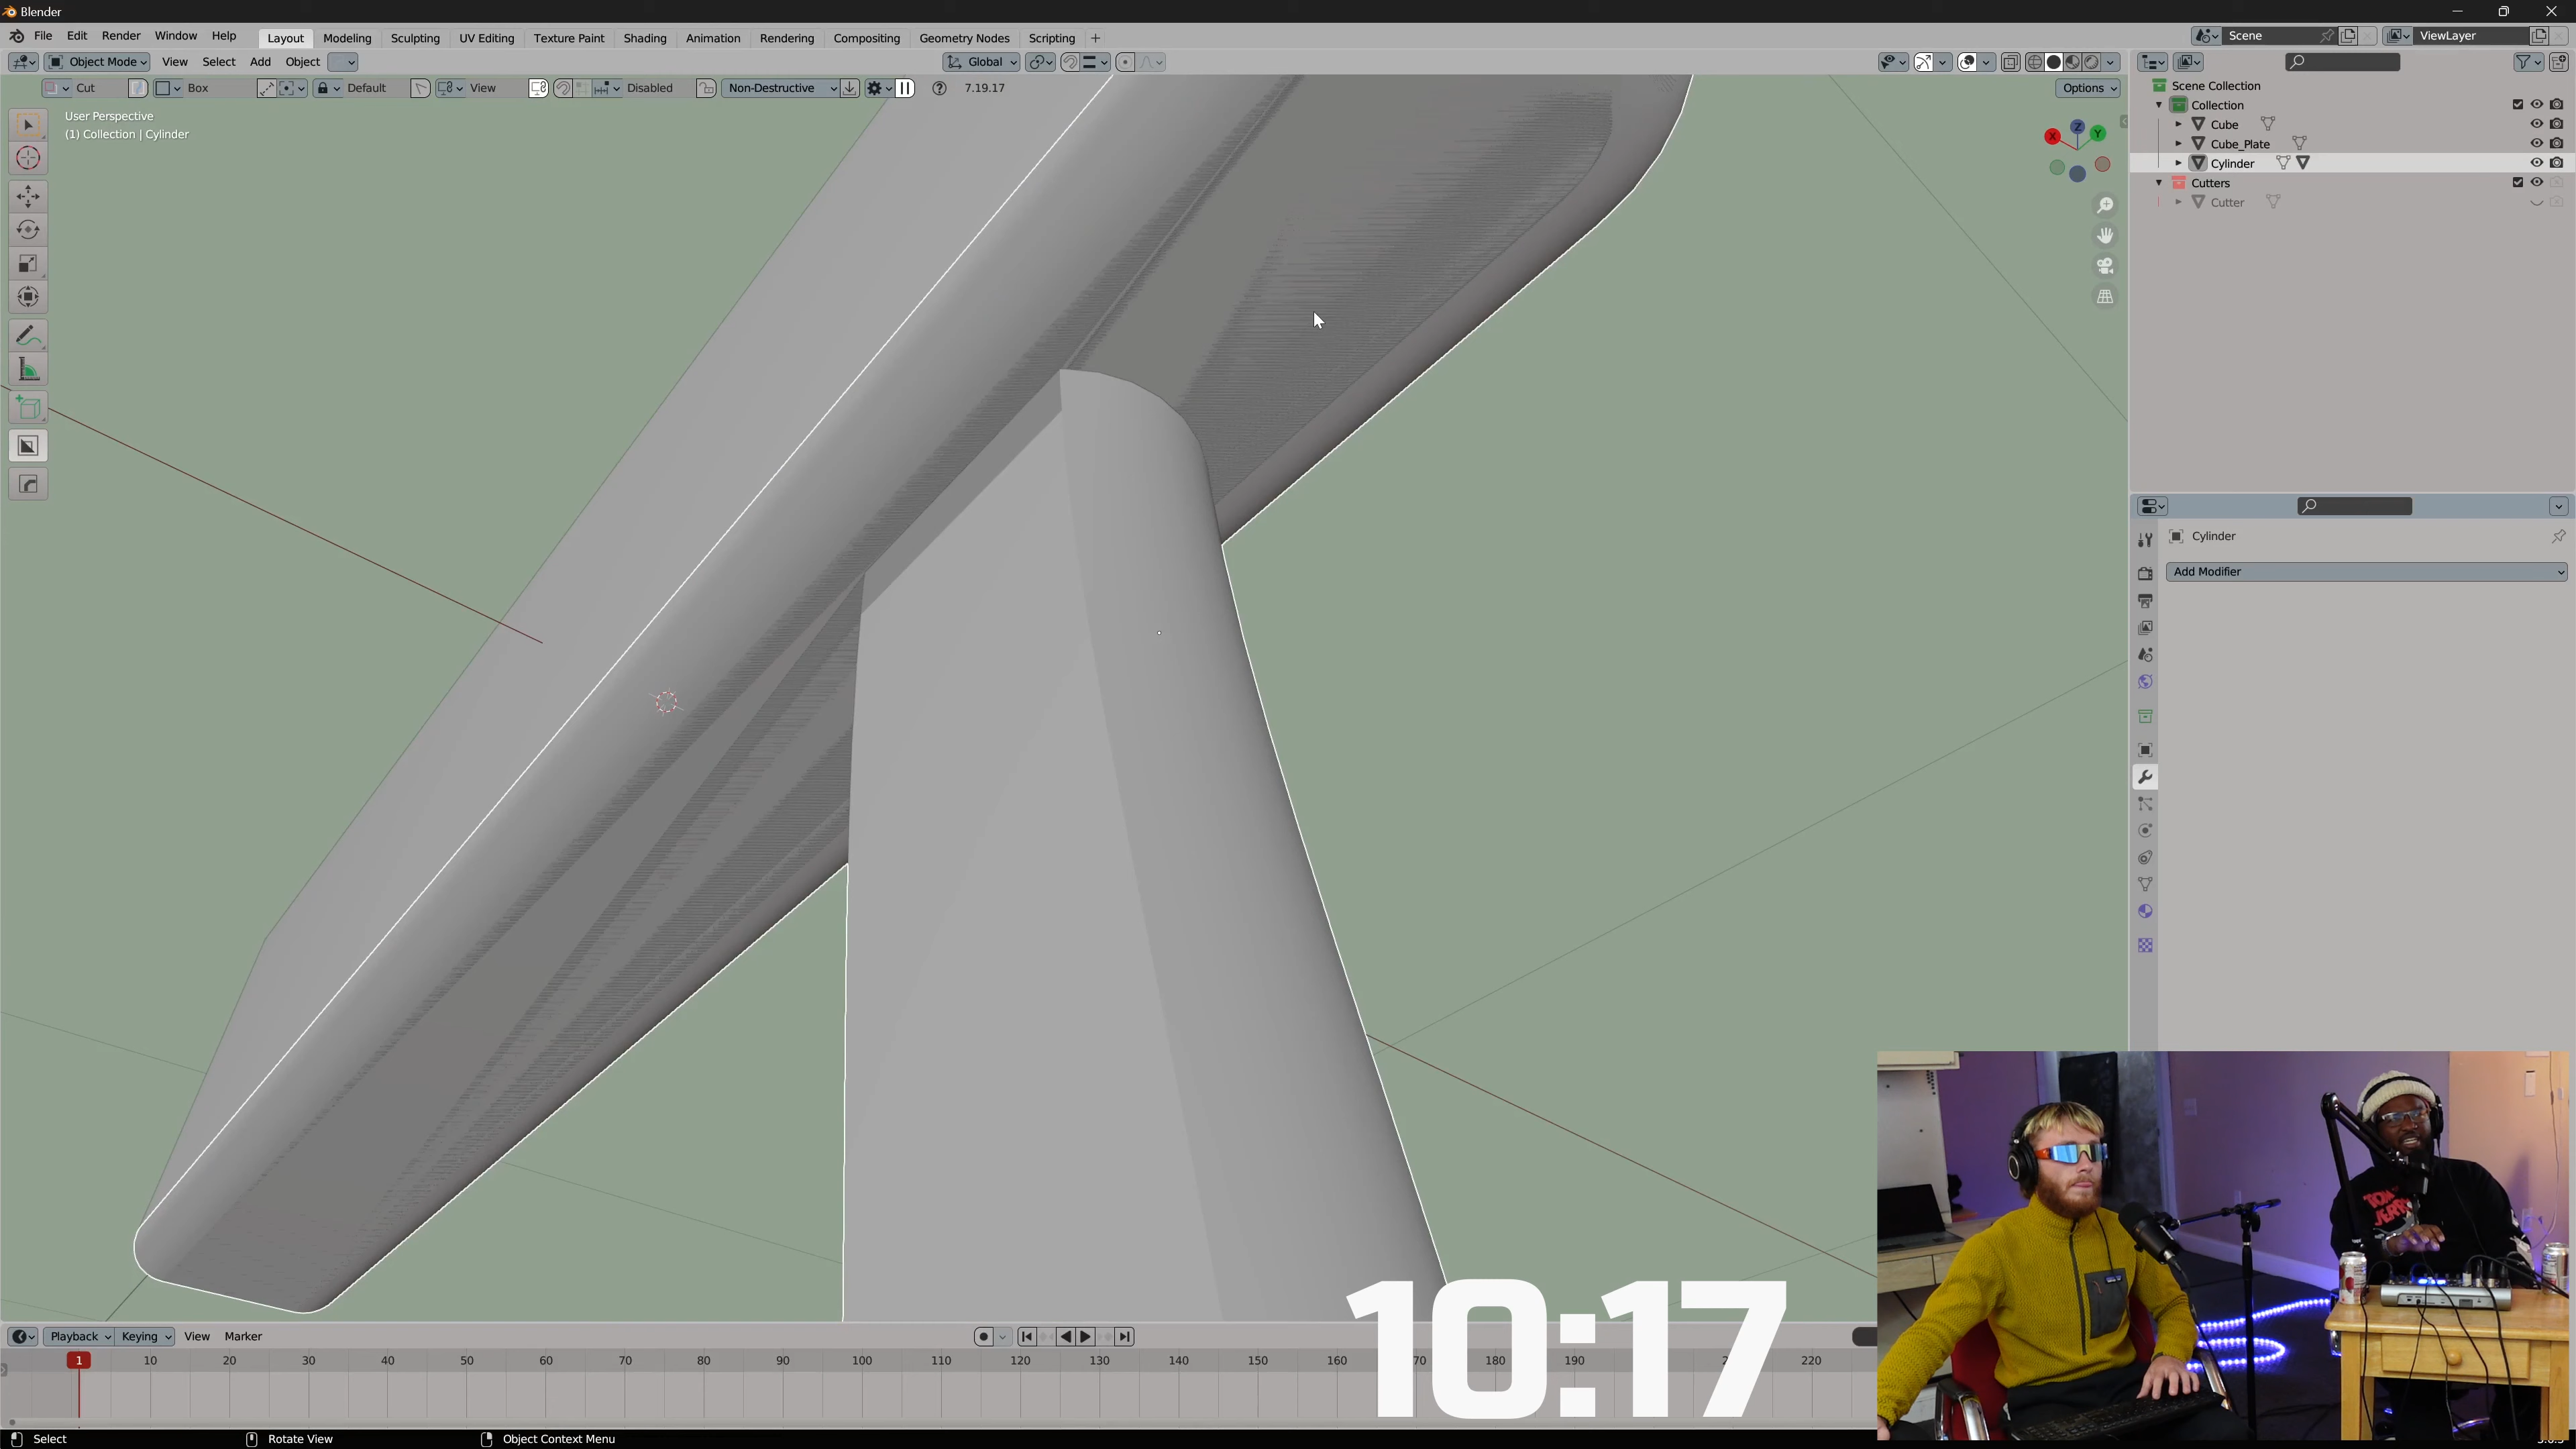 Blender
File Edit Render Window Help Layout Modeling Sculpting UV Editing Texture Paint Shading Animation Rendering Compositing Geometry Nodes Scripting +
Scene
ViewLayer
Object Mode View Select Add Object
Global
Cut Box Default View Disabled Non-Destructive 7.19.17
Options
User Perspective
(1) Collection | Cylinder
X Y Z
Scene Collection
Collection
Cube
Cube_Plate
Cylinder
Cutters
Cutter
Cylinder
Add Modifier
TOM
JERRY
10:17
Playback Keying View Marker
1 10 20 30 40 50 60 70 80 90 100 110 120 130 140 150 160 70 180 190 220
Select Rotate View Object Context Menu